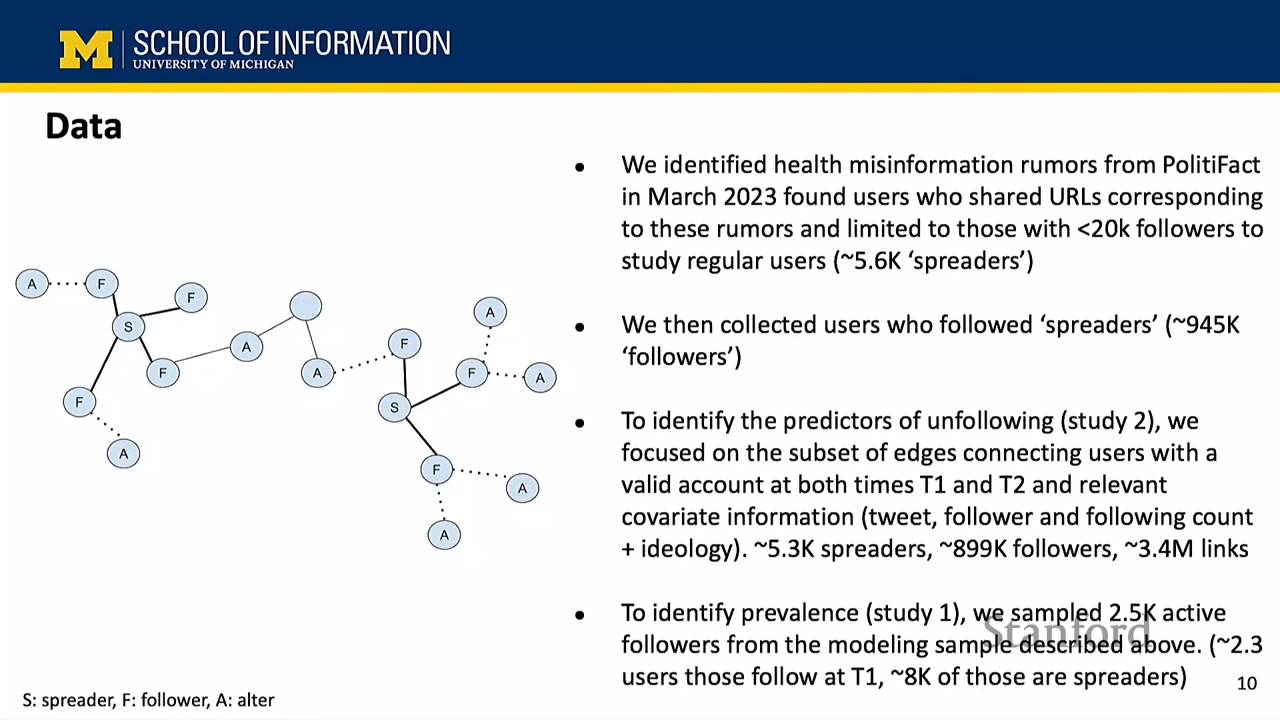 M
SCHOOL OF INFORMATION
UNIVERSITY OF MICHIGAN
Data
• We identified health misinformation rumors from PolitiFact
in March 2023 found users who shared URLs corresponding
to these rumors and limited to those with <20k followers to
study regular users (~5.6K ‘spreaders’)
• We then collected users who followed ‘spreaders’ (~945K
‘followers’)
• To identify the predictors of unfollowing (study 2), we
focused on the subset of edges connecting users with a
valid account at both times T1 and T2 and relevant
covariate information (tweet, follower and following count
+ ideology). ~5.3K spreaders, ~899K followers, ~3.4M links
• To identify prevalence (study 1), we sampled 2.5K active
followers from the modeling sample described above. (~2.3
users those follow at T1, ~8K of those are spreaders)
Stanford
A
F
F
S
F
A
F
A
A
F
A
F
A
S
F
A
A
S: spreader, F: follower, A: alter
10